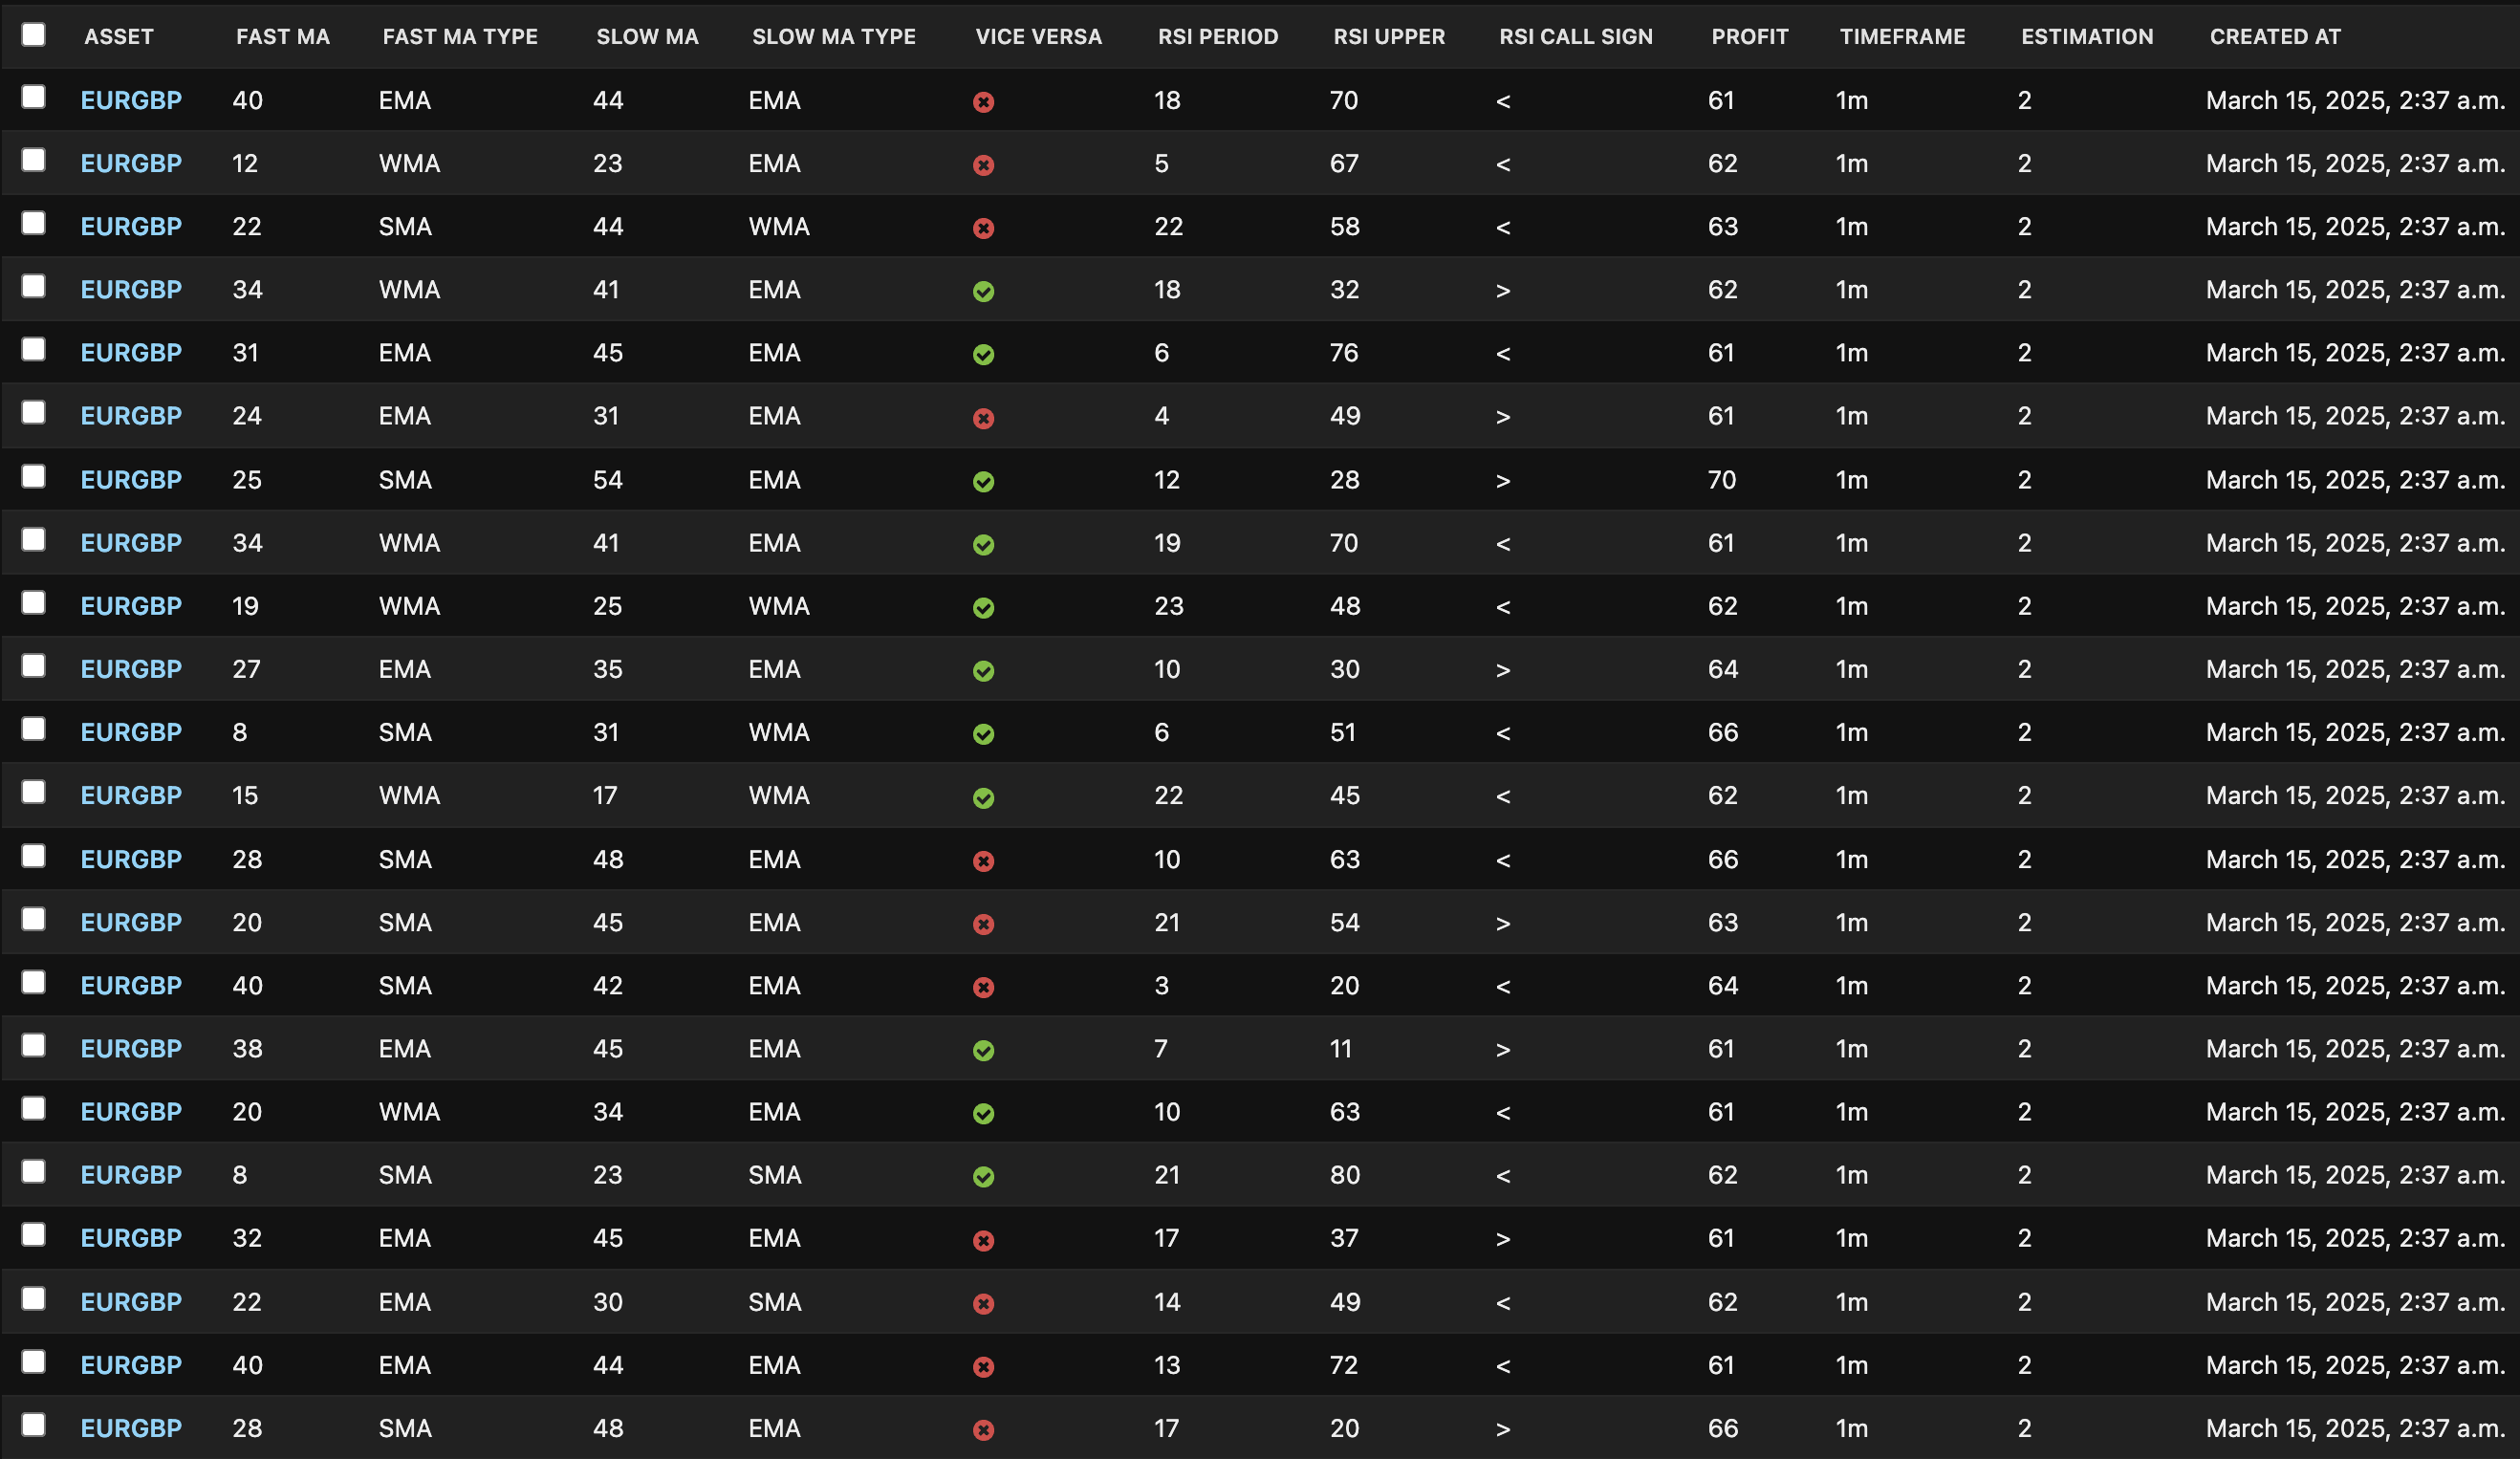 ASSET FAST MA FAST MA TYPE SLOW MA SLOW MA TYPE VICE VERSA RSI PERIOD RSI UPPER RSI CALL SIGN PROFIT TIMEFRAME ESTIMATION CREATED AT
EURGBP 40 EMA 44 EMA 18 70 < 61 1m 2 March 15, 2025, 2:37 a.m.
EURGBP 12 WMA 23 EMA 5 67 < 62 1m 2 March 15, 2025, 2:37 a.m.
EURGBP 22 SMA 44 WMA 22 58 < 63 1m 2 March 15, 2025, 2:37 a.m.
EURGBP 34 WMA 41 EMA 18 32 > 62 1m 2 March 15, 2025, 2:37 a.m.
EURGBP 31 EMA 45 EMA 6 76 < 61 1m 2 March 15, 2025, 2:37 a.m.
EURGBP 24 EMA 31 EMA 4 49 > 61 1m 2 March 15, 2025, 2:37 a.m.
EURGBP 25 SMA 54 EMA 12 28 > 70 1m 2 March 15, 2025, 2:37 a.m.
EURGBP 34 WMA 41 EMA 19 70 < 61 1m 2 March 15, 2025, 2:37 a.m.
EURGBP 19 WMA 25 WMA 23 48 < 62 1m 2 March 15, 2025, 2:37 a.m.
EURGBP 27 EMA 35 EMA 10 30 > 64 1m 2 March 15, 2025, 2:37 a.m.
EURGBP 8 SMA 31 WMA 6 51 < 66 1m 2 March 15, 2025, 2:37 a.m.
EURGBP 15 WMA 17 WMA 22 45 < 62 1m 2 March 15, 2025, 2:37 a.m.
EURGBP 28 SMA 48 EMA 10 63 < 66 1m 2 March 15, 2025, 2:37 a.m.
EURGBP 20 SMA 45 EMA 21 54 > 63 1m 2 March 15, 2025, 2:37 a.m.
EURGBP 40 SMA 42 EMA 3 20 < 64 1m 2 March 15, 2025, 2:37 a.m.
EURGBP 38 EMA 45 EMA 7 11 > 61 1m 2 March 15, 2025, 2:37 a.m.
EURGBP 20 WMA 34 EMA 10 63 < 61 1m 2 March 15, 2025, 2:37 a.m.
EURGBP 8 SMA 23 SMA 21 80 < 62 1m 2 March 15, 2025, 2:37 a.m.
EURGBP 32 EMA 45 EMA 17 37 > 61 1m 2 March 15, 2025, 2:37 a.m.
EURGBP 22 EMA 30 SMA 14 49 < 62 1m 2 March 15, 2025, 2:37 a.m.
EURGBP 40 EMA 44 EMA 13 72 < 61 1m 2 March 15, 2025, 2:37 a.m.
EURGBP 28 SMA 48 EMA 17 20 > 66 1m 2 March 15, 2025, 2:37 a.m.